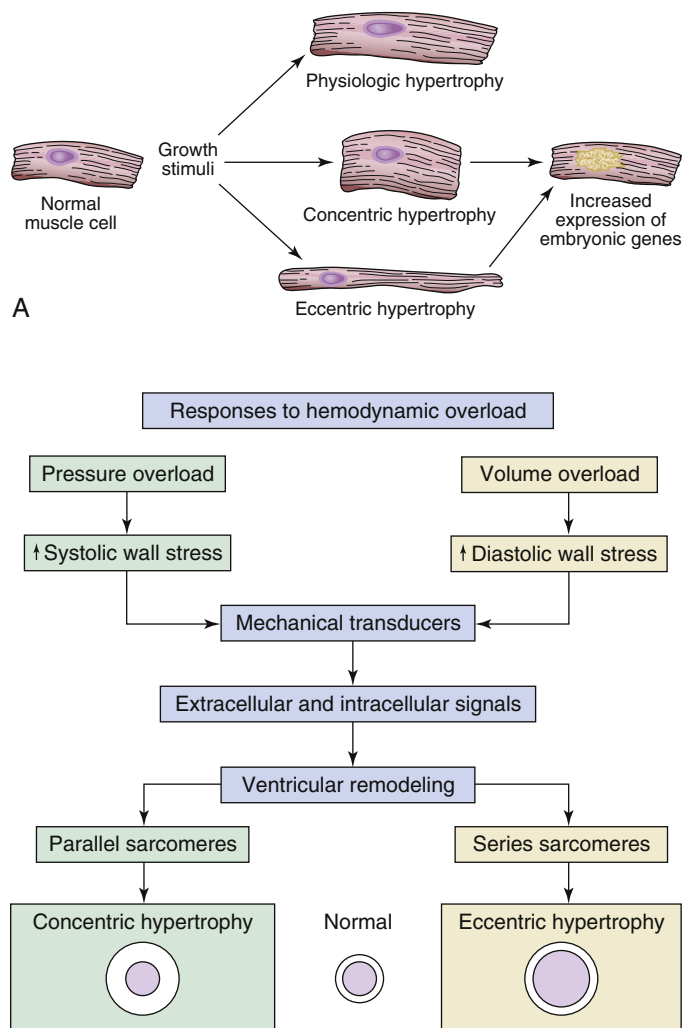 Physiologic hypertrophy
Growth
stimuli
Normal
muscle cell
Concentric hypertrophy
Increased
expression of
embryonic genes
Eccentric hypertrophy
A
Responses to hemodynamic overload
Pressure overload
Volume overload
↑ Systolic wall stress
↑ Diastolic wall stress
Mechanical transducers
Extracellular and intracellular signals
Ventricular remodeling
Parallel sarcomeres
Series sarcomeres
Concentric hypertrophy
Normal
Eccentric hypertrophy